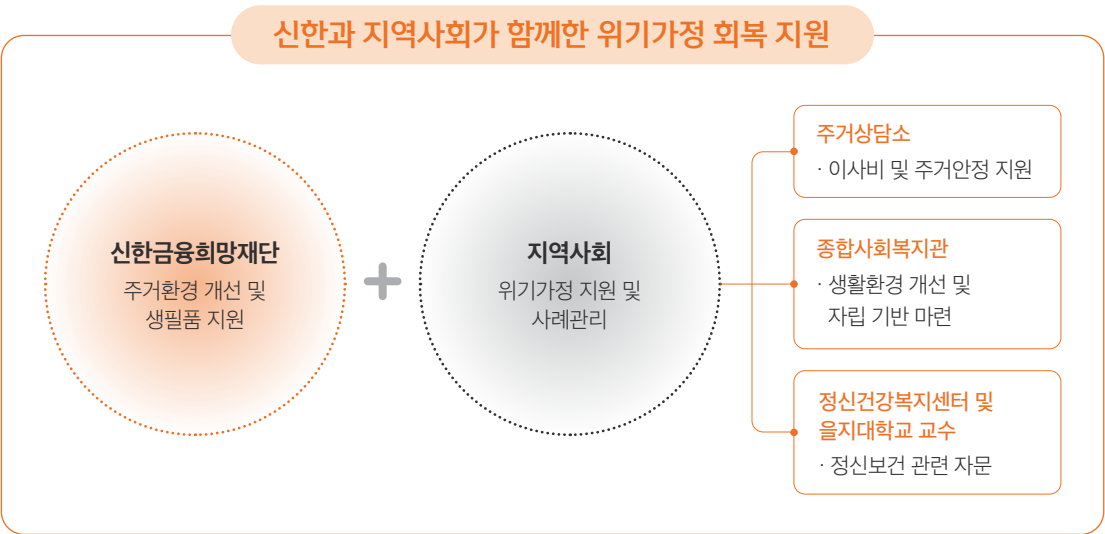 신한과 지역사회가 함께한 위기가정 회복 지원
신한금융희망재단
주거환경 개선 및
생필품 지원
+
지역사회
위기가정 지원 및
사례관리
주거상담소
· 이사비 및 주거안정 지원
종합사회복지관
· 생활환경 개선 및
자립 기반 마련
정신건강복지센터 및
을지대학교 교수
· 정신보건 관련 자문